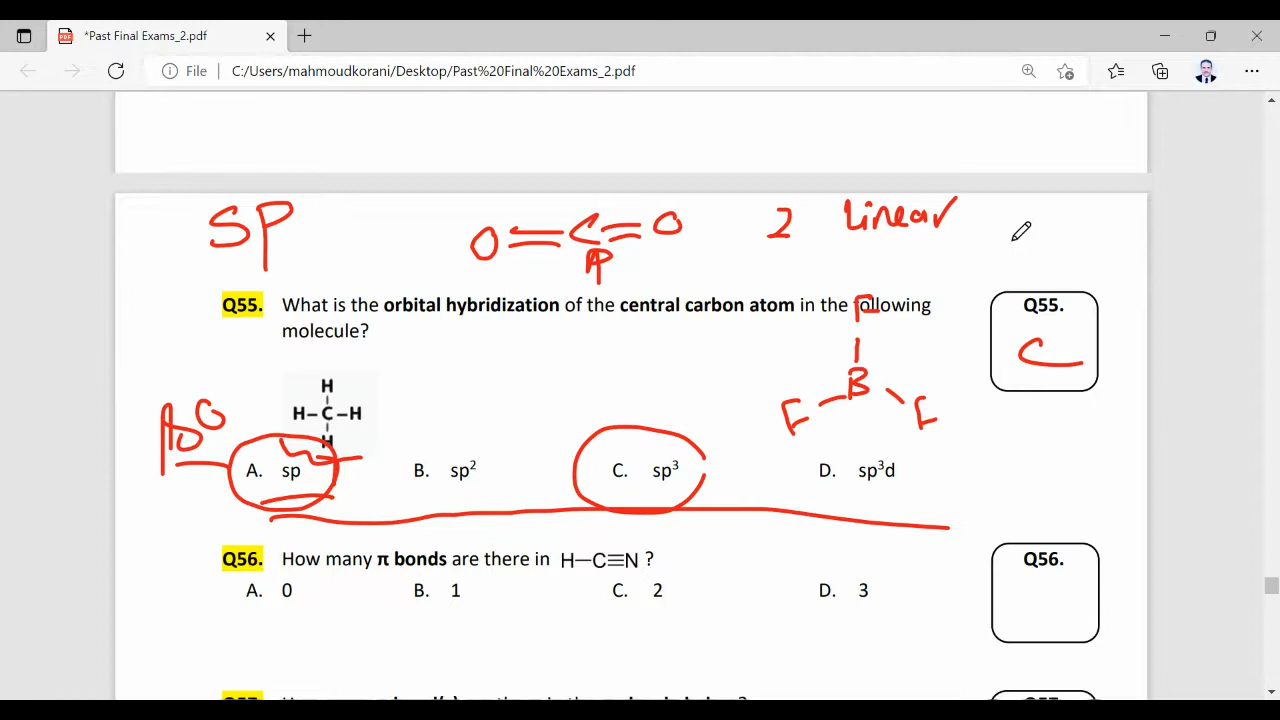 *Past Final Exams_2.pdf
File C:/Users/mahmoudkorani/Desktop/Past%20Final%20Exams_2.pdf
SP O=C=O 2 Linear
Q55. What is the orbital hybridization of the central carbon atom in the following
molecule?
Q55.
C
F
B
F F
H
H–C–H
H
A. sp B. sp² C. sp³ D. sp³d
Q56. How many π bonds are there in H–C≡N ?
Q56.
A. 0 B. 1 C. 2 D. 3